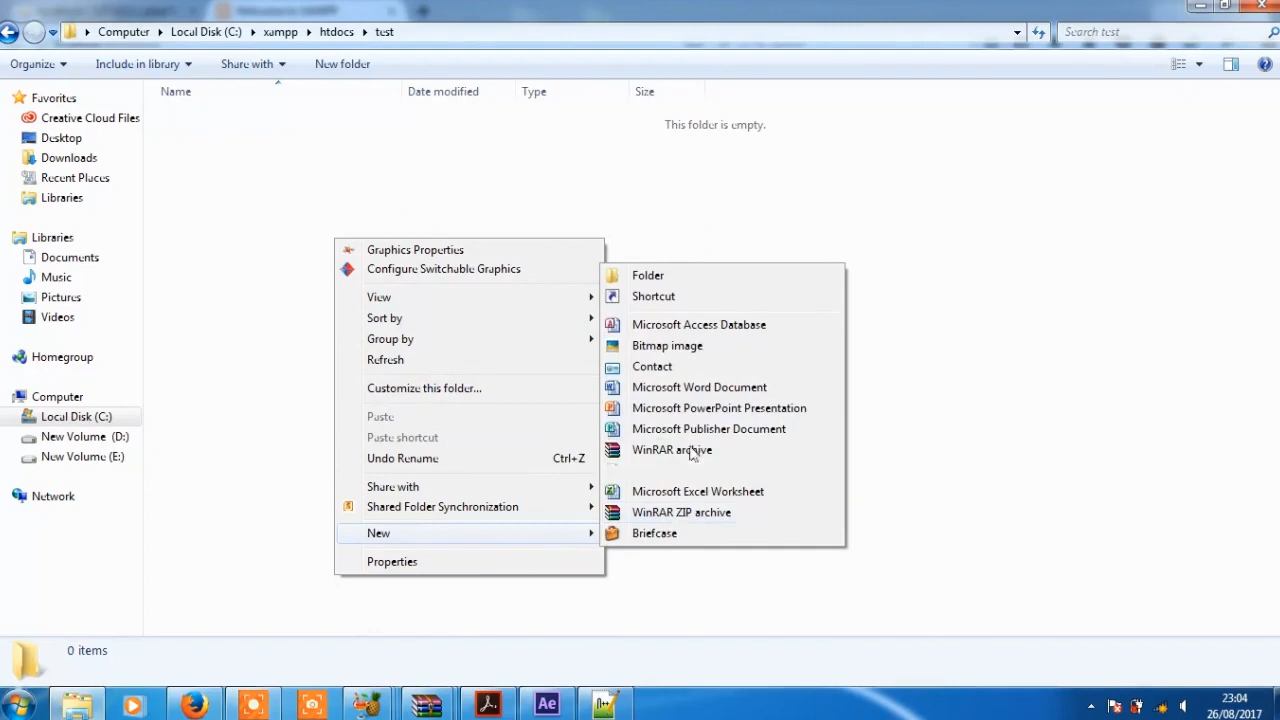 Computer Local Disk (C:) xampp htdocs test
Search test
Organize Include in library Share with New folder
Name Date modified Type Size
This folder is empty.
Favorites
Creative Cloud Files
Desktop
Downloads
Recent Places
Libraries
Libraries
Documents
Music
Pictures
Videos
Homegroup
Computer
Local Disk (C:)
New Volume (D:)
New Volume (E:)
Network
Graphics Properties
Configure Switchable Graphics
View
Sort by
Group by
Refresh
Customize this folder...
Paste
Paste shortcut
Undo Rename Ctrl+Z
Share with
Shared Folder Synchronization
New
Properties
Folder
Shortcut
Microsoft Access Database
Bitmap image
Contact
Microsoft Word Document
Microsoft PowerPoint Presentation
Microsoft Publisher Document
WinRAR archive
Microsoft Excel Worksheet
WinRAR ZIP archive
Briefcase
0 items
Ae
23:04
26/08/2017